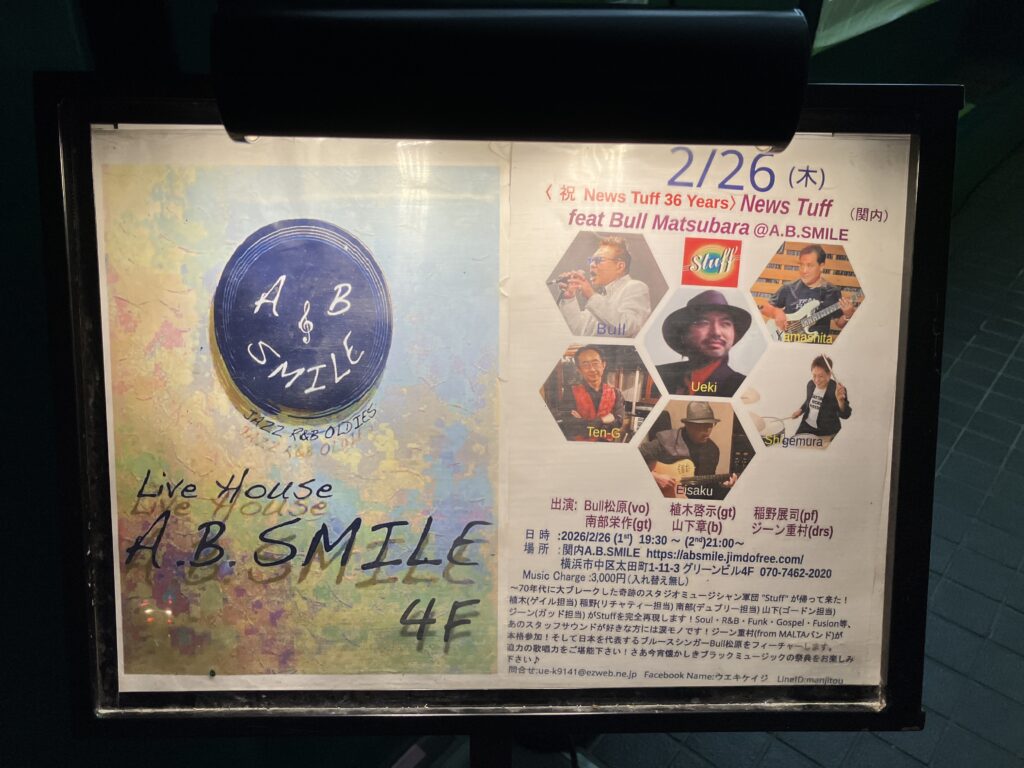 A B
SMILE
JAZZ R&B OLDIES
Live House
A.B. SMILE
4F
2/26 (木)
〈 祝 News Tuff 36 Years〉News Tuff (関内)
feat Bull Matsubara @A.B.SMILE
Stuff
Bull
Yamashita
Ueki
Ten-G
Shigemura
Eisaku
出演: Bull松原(vo) 植木啓示(gt) 稲野展司(pf)
南部栄作(gt) 山下章(b) ジーン重村(drs)
日 時 :2026/2/26 (1st) 19:30 ～ (2nd)21:00～
場 所 :関内A.B.SMILE https://absmile.jimdofree.com/
横浜市中区太田町1-11-3 グリーンビル4F 070-7462-2020
Music Charge :3,000円 (入れ替え無し)
～70年代に大ブレークした奇跡のスタジオミュージシャン軍団 "Stuff" が帰って来た!
植木(ゲイル担当) 稲野(リチャティー担当) 南部(デュプリー担当) 山下(ゴードン担当)
ジーン(ガッド担当) がStuffを完全再現します!Soul・R&B・Funk・Gospel・Fusion等、
あのスタッフサウンドが好きな方には涙モノです!ジーン重村(from MALTAバンド)が
本格参加!そして日本を代表するブルースシンガーBull松原をフィーチャーします。
迫力の歌唱力をご堪能下さい!さあ今宵懐かしきブラックミュージックの祭典をお楽しみ
下さい♪
問合せ:ue-k9141@ezweb.ne.jp Facebook Name:ウエキケイジ LineID:manjitou